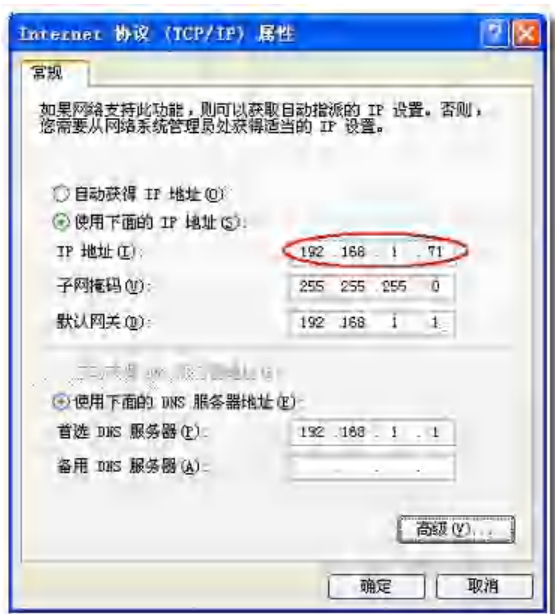 Internet 协议 (TCP/IP) 属性
常规
如果网络支持此功能，则可以获取自动指派的 IP 设置。否则，
您需要从网络系统管理员处获得适当的 IP 设置。
自动获得 IP 地址(O)
使用下面的 IP 地址(S):
IP 地址(I): 192 .168 . 1 . 71
子网掩码(U): 255 .255 .255 . 0
默认网关(D): 192 .168 . 1 . 1
使用下面的 DNS 服务器地址(E):
首选 DNS 服务器(P): 192 .168 . 1 . 1
备用 DNS 服务器(A): . . .
高级(V)...
确定 取消